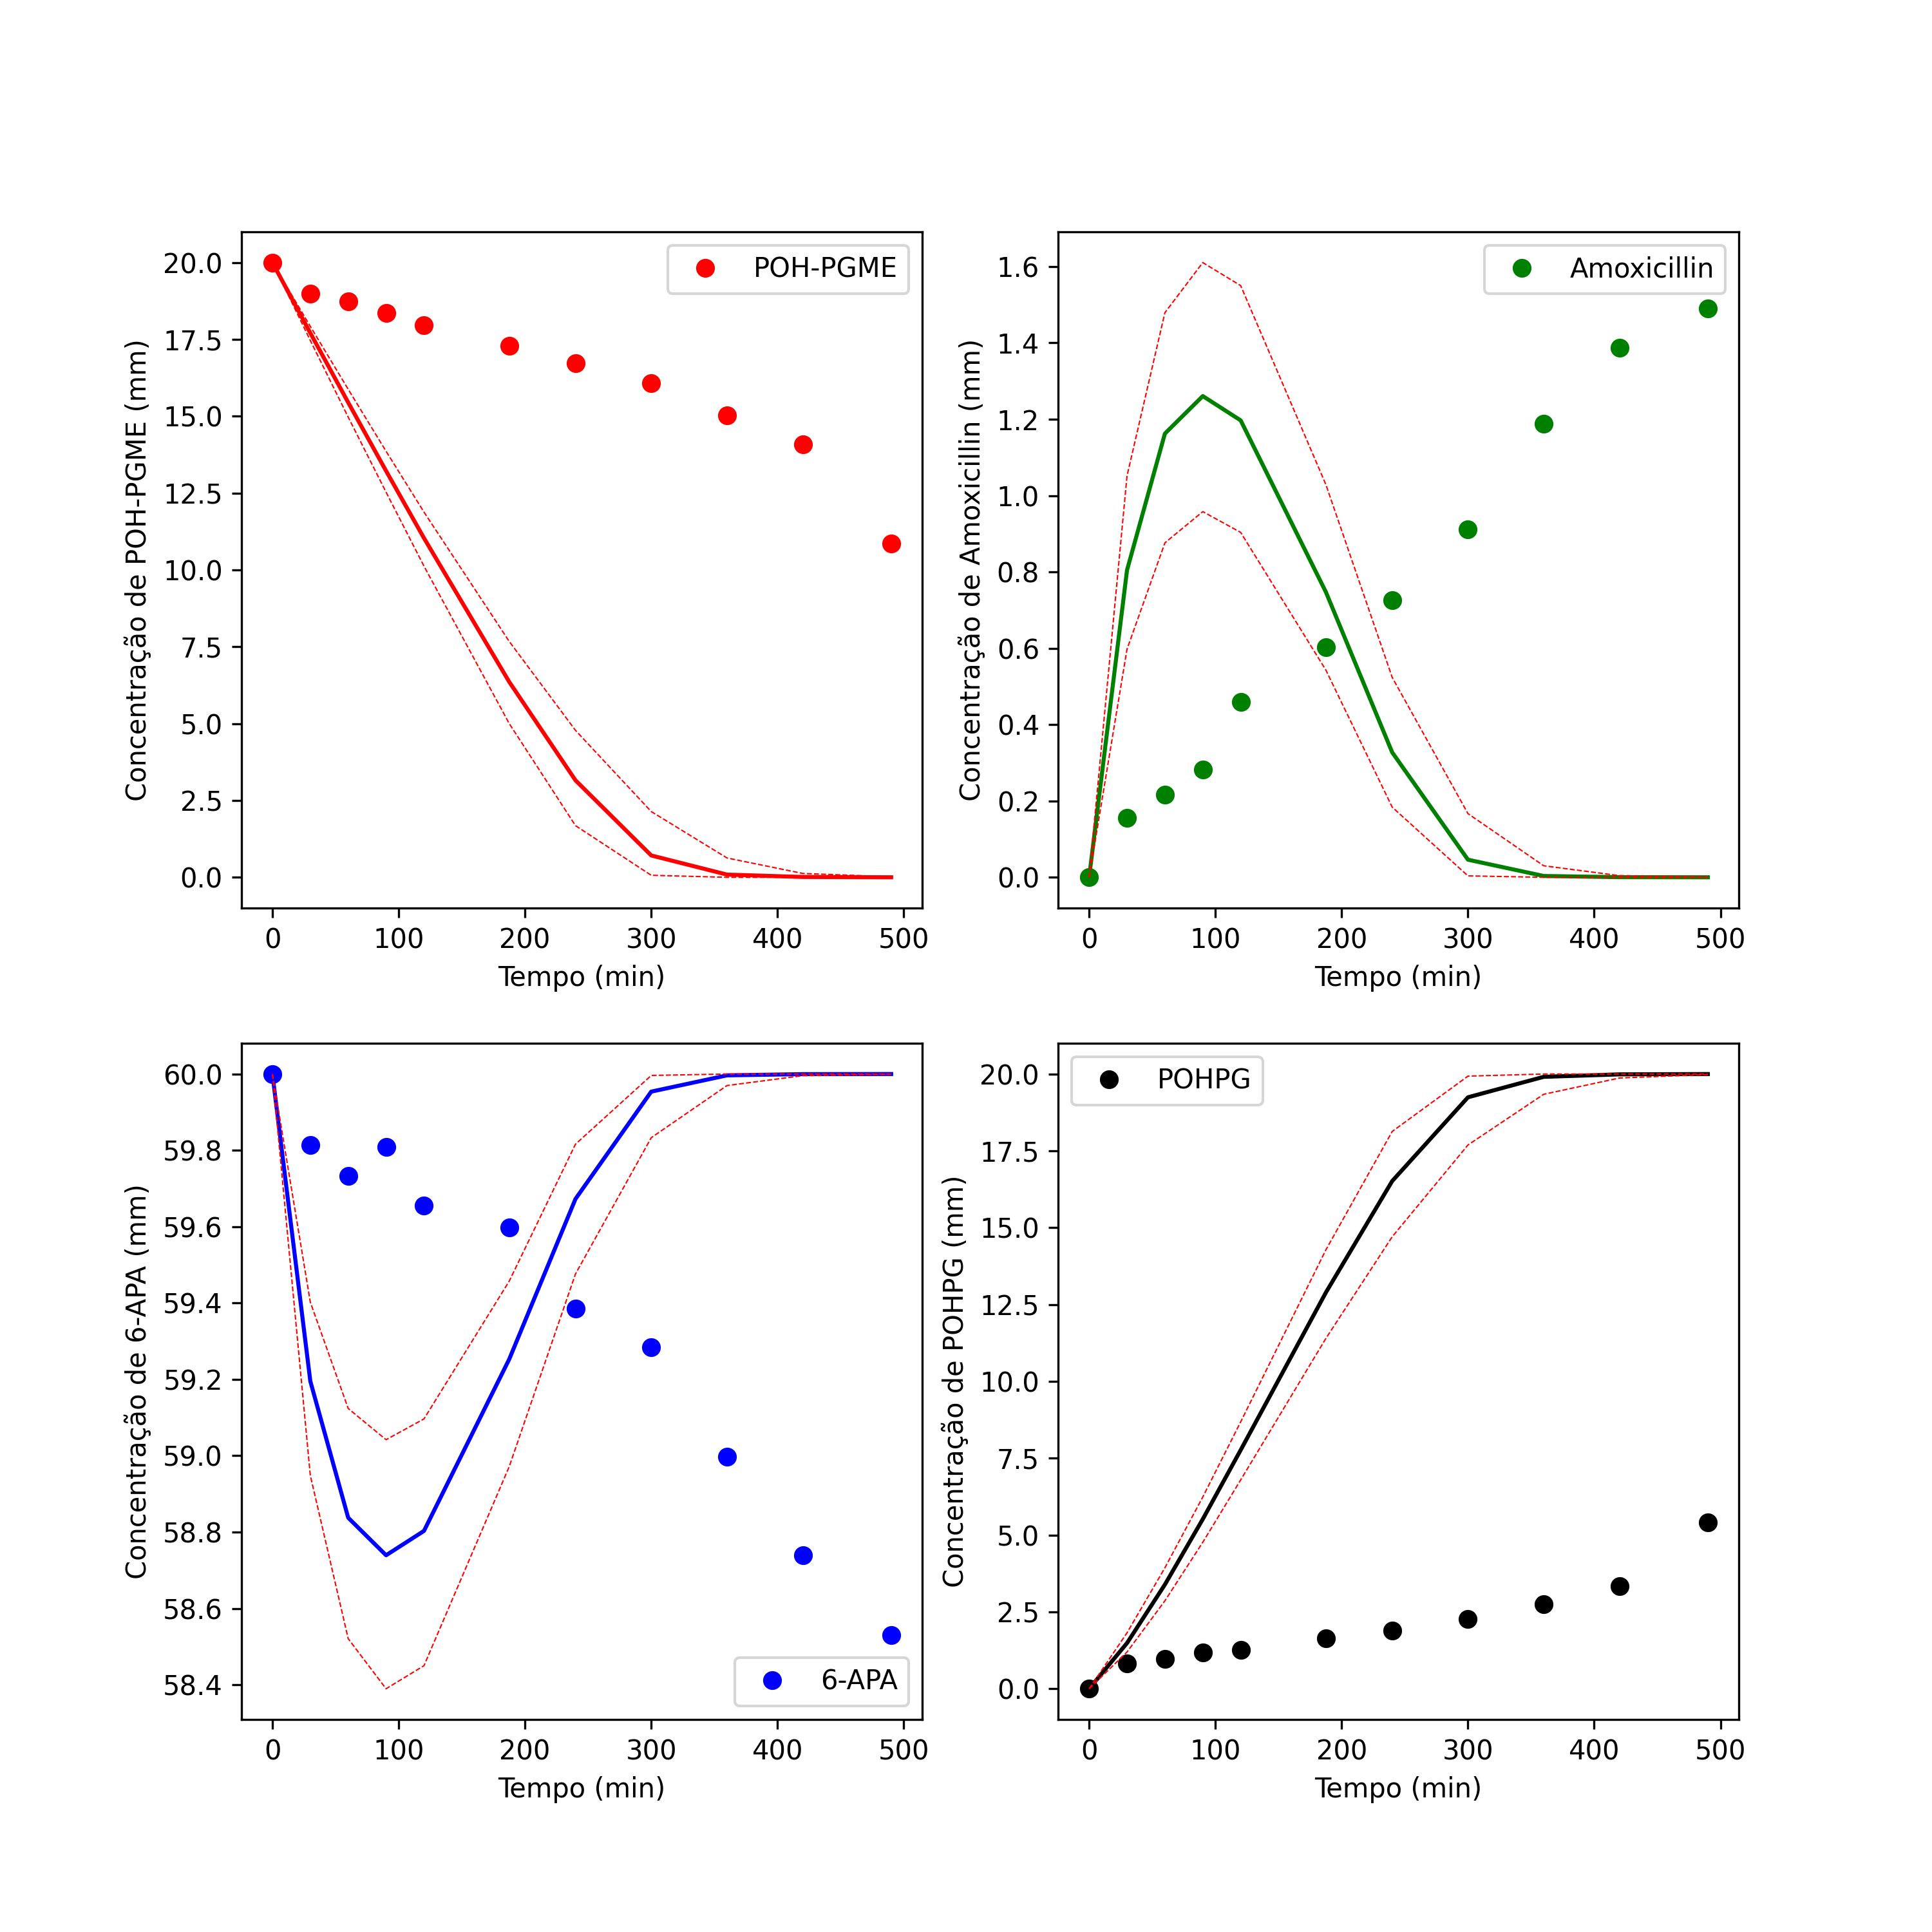 POH-PGME
Concentração de POH-PGME (mm)
20.0
17.5
15.0
12.5
10.0
7.5
5.0
2.5
0.0
0 100 200 300 400 500
Tempo (min)
Amoxicillin
Concentração de Amoxicillin (mm)
1.6
1.4
1.2
1.0
0.8
0.6
0.4
0.2
0.0
0 100 200 300 400 500
Tempo (min)
6-APA
Concentração de 6-APA (mm)
60.0
59.8
59.6
59.4
59.2
59.0
58.8
58.6
58.4
0 100 200 300 400 500
Tempo (min)
POHPG
Concentração de POHPG (mm)
20.0
17.5
15.0
12.5
10.0
7.5
5.0
2.5
0.0
0 100 200 300 400 500
Tempo (min)